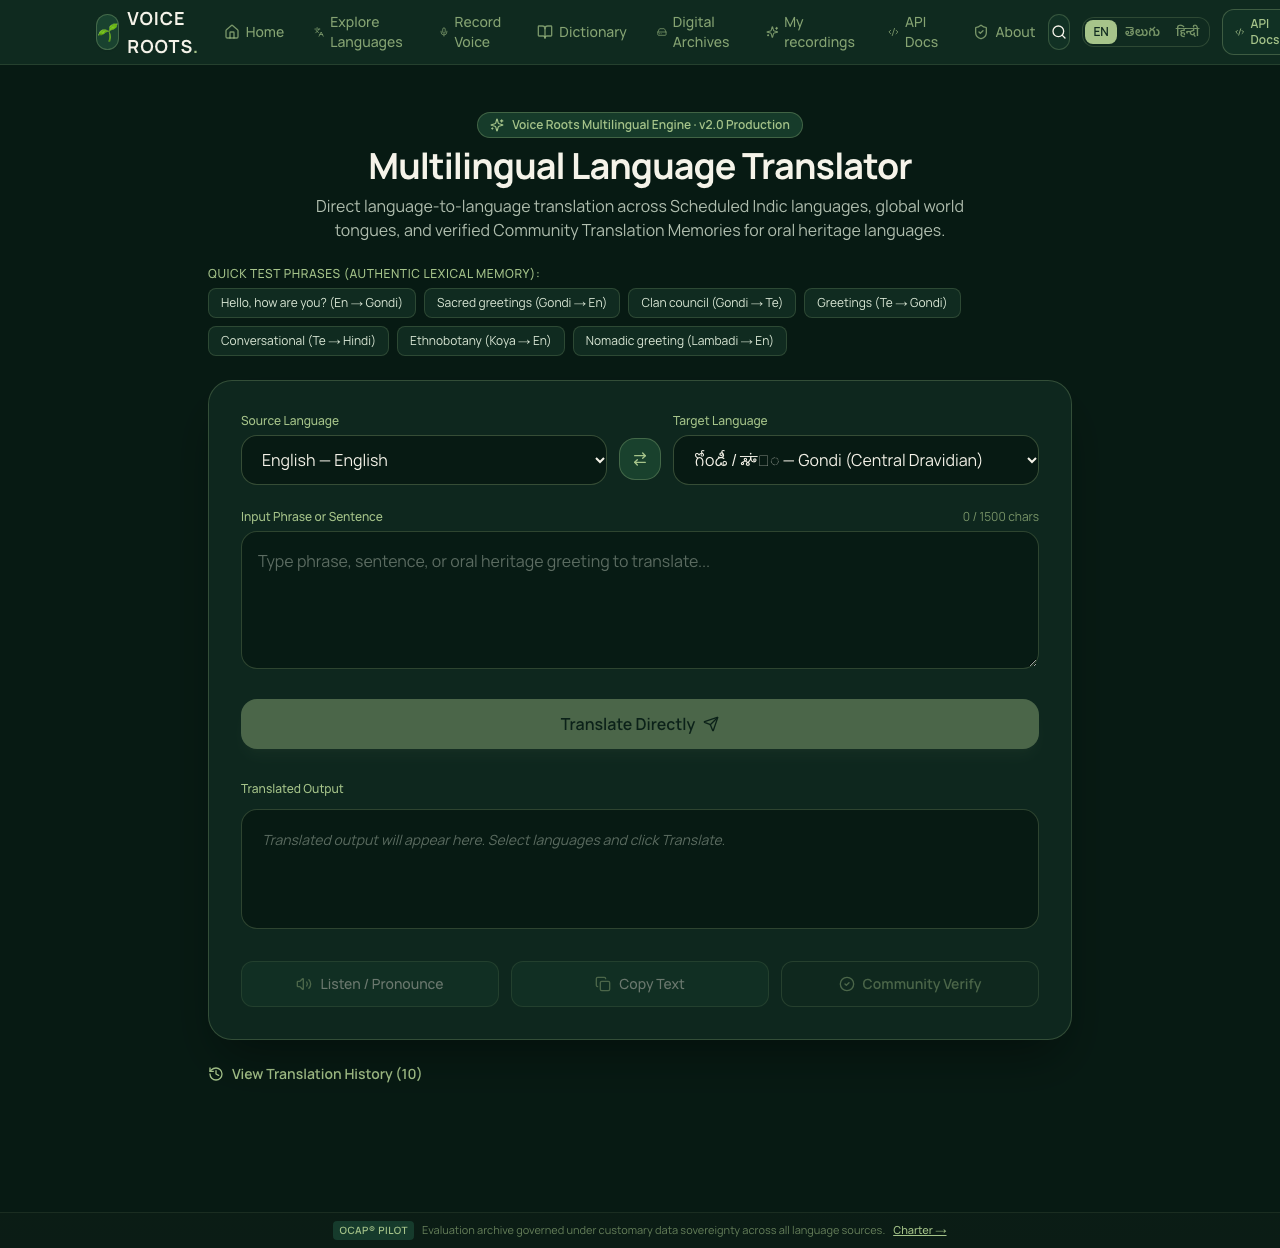 VOICE
ROOTS.
Home
Explore
Languages
Record
Voice
Dictionary
Digital
Archives
My
recordings
API
Docs
About
EN తెలుగు हिन्दी
API
Docs
Voice Roots Multilingual Engine · v2.0 Production
Multilingual Language Translator
Direct language-to-language translation across Scheduled Indic languages, global world
tongues, and verified Community Translation Memories for oral heritage languages.
QUICK TEST PHRASES (AUTHENTIC LEXICAL MEMORY):
Hello, how are you? (En → Gondi) Sacred greetings (Gondi → En) Clan council (Gondi → Te) Greetings (Te → Gondi)
Conversational (Te → Hindi) Ethnobotany (Koya → En) Nomadic greeting (Lambadi → En)
Source Language Target Language
English — English గోండీ / — Gondi (Central Dravidian)
Input Phrase or Sentence 0 / 1500 chars
Type phrase, sentence, or oral heritage greeting to translate...
Translate Directly
Translated Output
Translated output will appear here. Select languages and click Translate.
Listen / Pronounce Copy Text Community Verify
View Translation History (10)
OCAP® PILOT Evaluation archive governed under customary data sovereignty across all language sources. Charter →